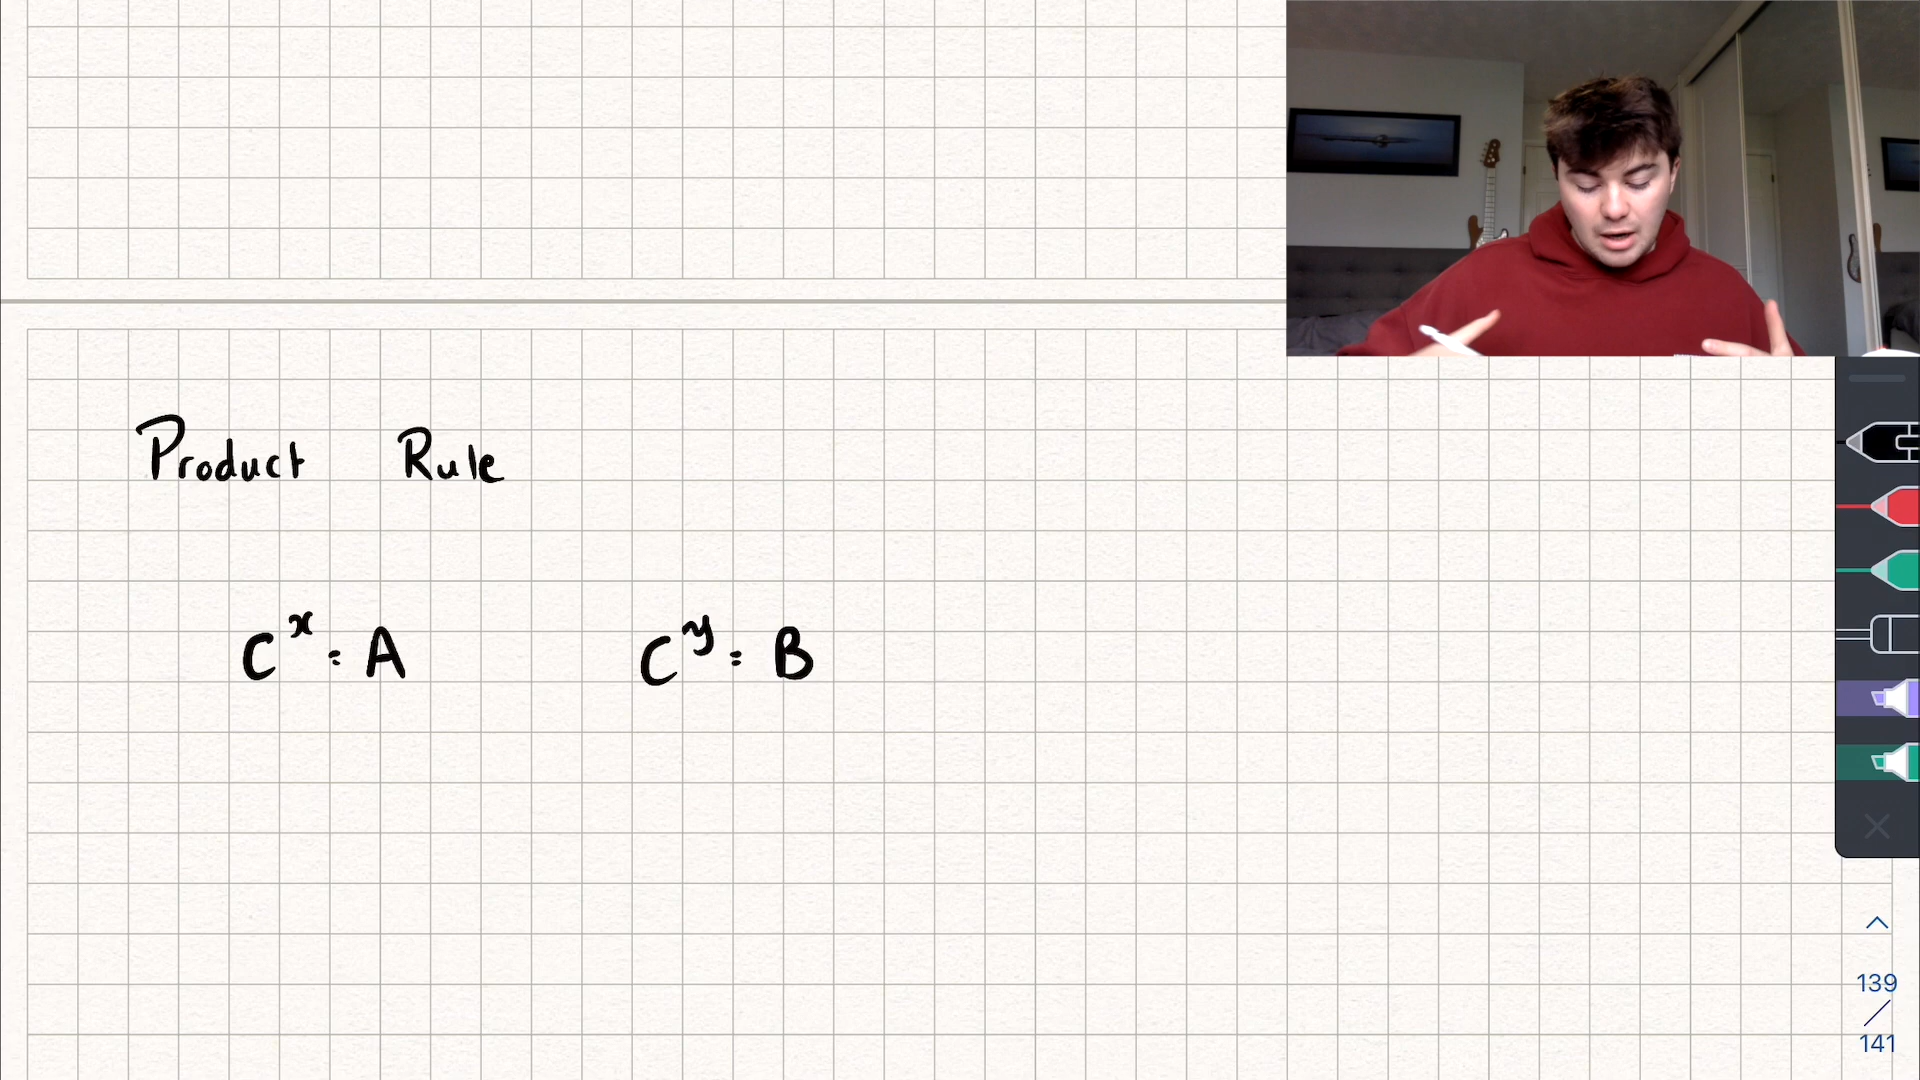 Product Rule
C^x = A C^y = B
139
/
141